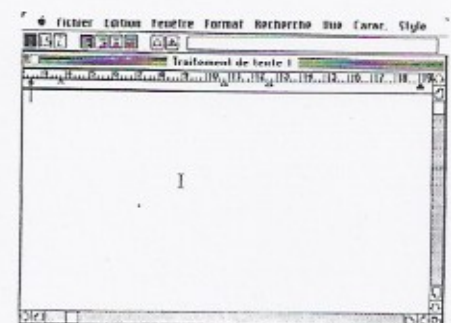 Fichier Edition Fenêtre Format Recherche Vue Carac. Style
Traitement de texte 1